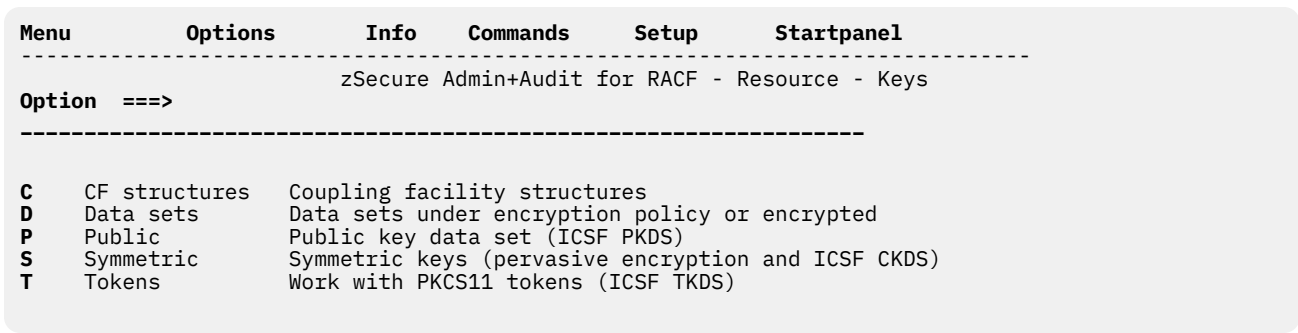 Menu Options Info Commands Setup Startpanel
-------------------------------------------------------------------------------
zSecure Admin+Audit for RACF - Resource - Keys
Option ===>
__________________________________________________________________
C CF structures Coupling facility structures
D Data sets Data sets under encryption policy or encrypted
P Public Public key data set (ICSF PKDS)
S Symmetric Symmetric keys (pervasive encryption and ICSF CKDS)
T Tokens Work with PKCS11 tokens (ICSF TKDS)